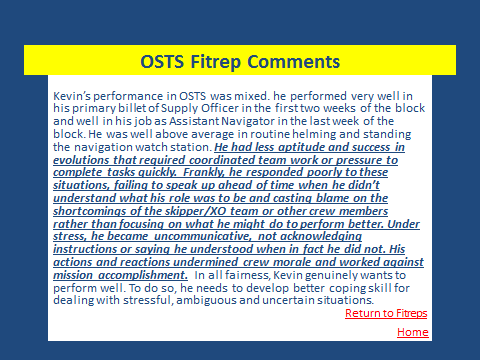 OSTS Fitrep Comments
Kevin's performance in OSTS was mixed. he performed very well in
his primary billet of Supply Officer in the first two weeks of the block
and well in his job as Assistant Navigator in the last week of the
block. He was well above average in routine helming and standing
the navigation watch station. He had less aptitude and success in
evolutions that required coordinated team work or pressure to
complete tasks quickly.  Frankly, he responded poorly to these
situations, failing to speak up ahead of time when he didn't
understand what his role was to be and casting blame on the
shortcomings of the skipper/XO team or other crew members
rather than focusing on what he might do to perform better. Under
stress, he became uncommunicative, not acknowledging
instructions or saying he understood when in fact he did not. His
actions and reactions undermined crew morale and worked against
mission accomplishment.  In all fairness, Kevin genuinely wants to
perform well. To do so, he needs to develop better coping skill for
dealing with stressful, ambiguous and uncertain situations.
Return to Fitreps
Home